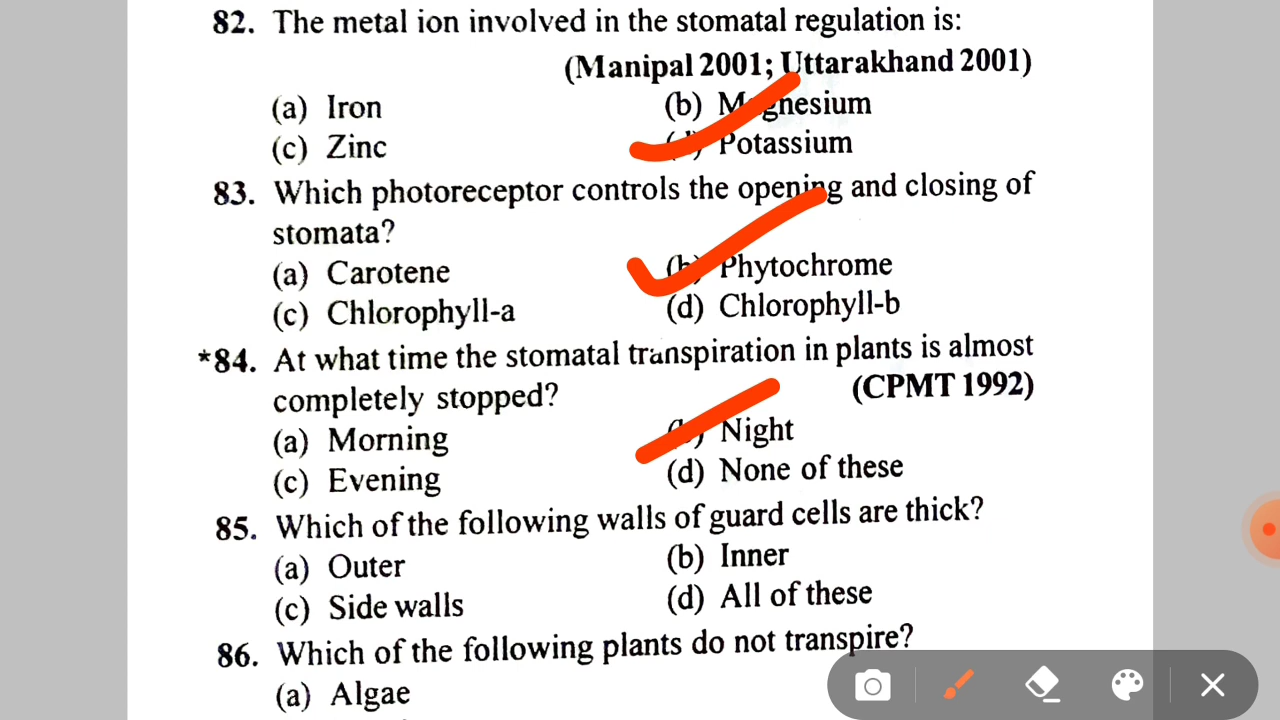 82. The metal ion involved in the stomatal regulation is:
(Manipal 2001; Uttarakhand 2001)
(a) Iron (b) Magnesium
(c) Zinc (d) Potassium
83. Which photoreceptor controls the opening and closing of
stomata?
(a) Carotene (b) Phytochrome
(c) Chlorophyll-a (d) Chlorophyll-b
*84. At what time the stomatal transpiration in plants is almost
completely stopped? (CPMT 1992)
(a) Morning (b) Night
(c) Evening (d) None of these
85. Which of the following walls of guard cells are thick?
(a) Outer (b) Inner
(c) Side walls (d) All of these
86. Which of the following plants do not transpire?
(a) Algae